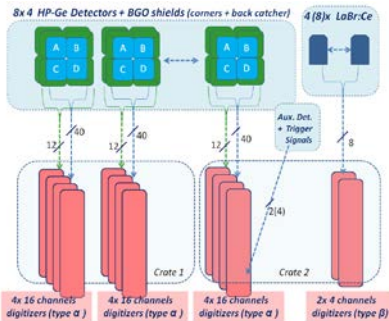 8x 4 HP-Ge Detectors + BGO shields (corners + back catcher)
4 (8)x LaBr:Ce
A B
C D
A B
C D
A B
C D
Aux. Det.
+ Trigger
Signals
40
40
40
12
12
12
8
2(4)
Crate 1
Crate 2
4x 16 channels
digitizers (type α )
4x 16 channels
digitizers (type α )
4x 16 channels
digitizers (type α )
2x 4 channels
digitizers (type β)